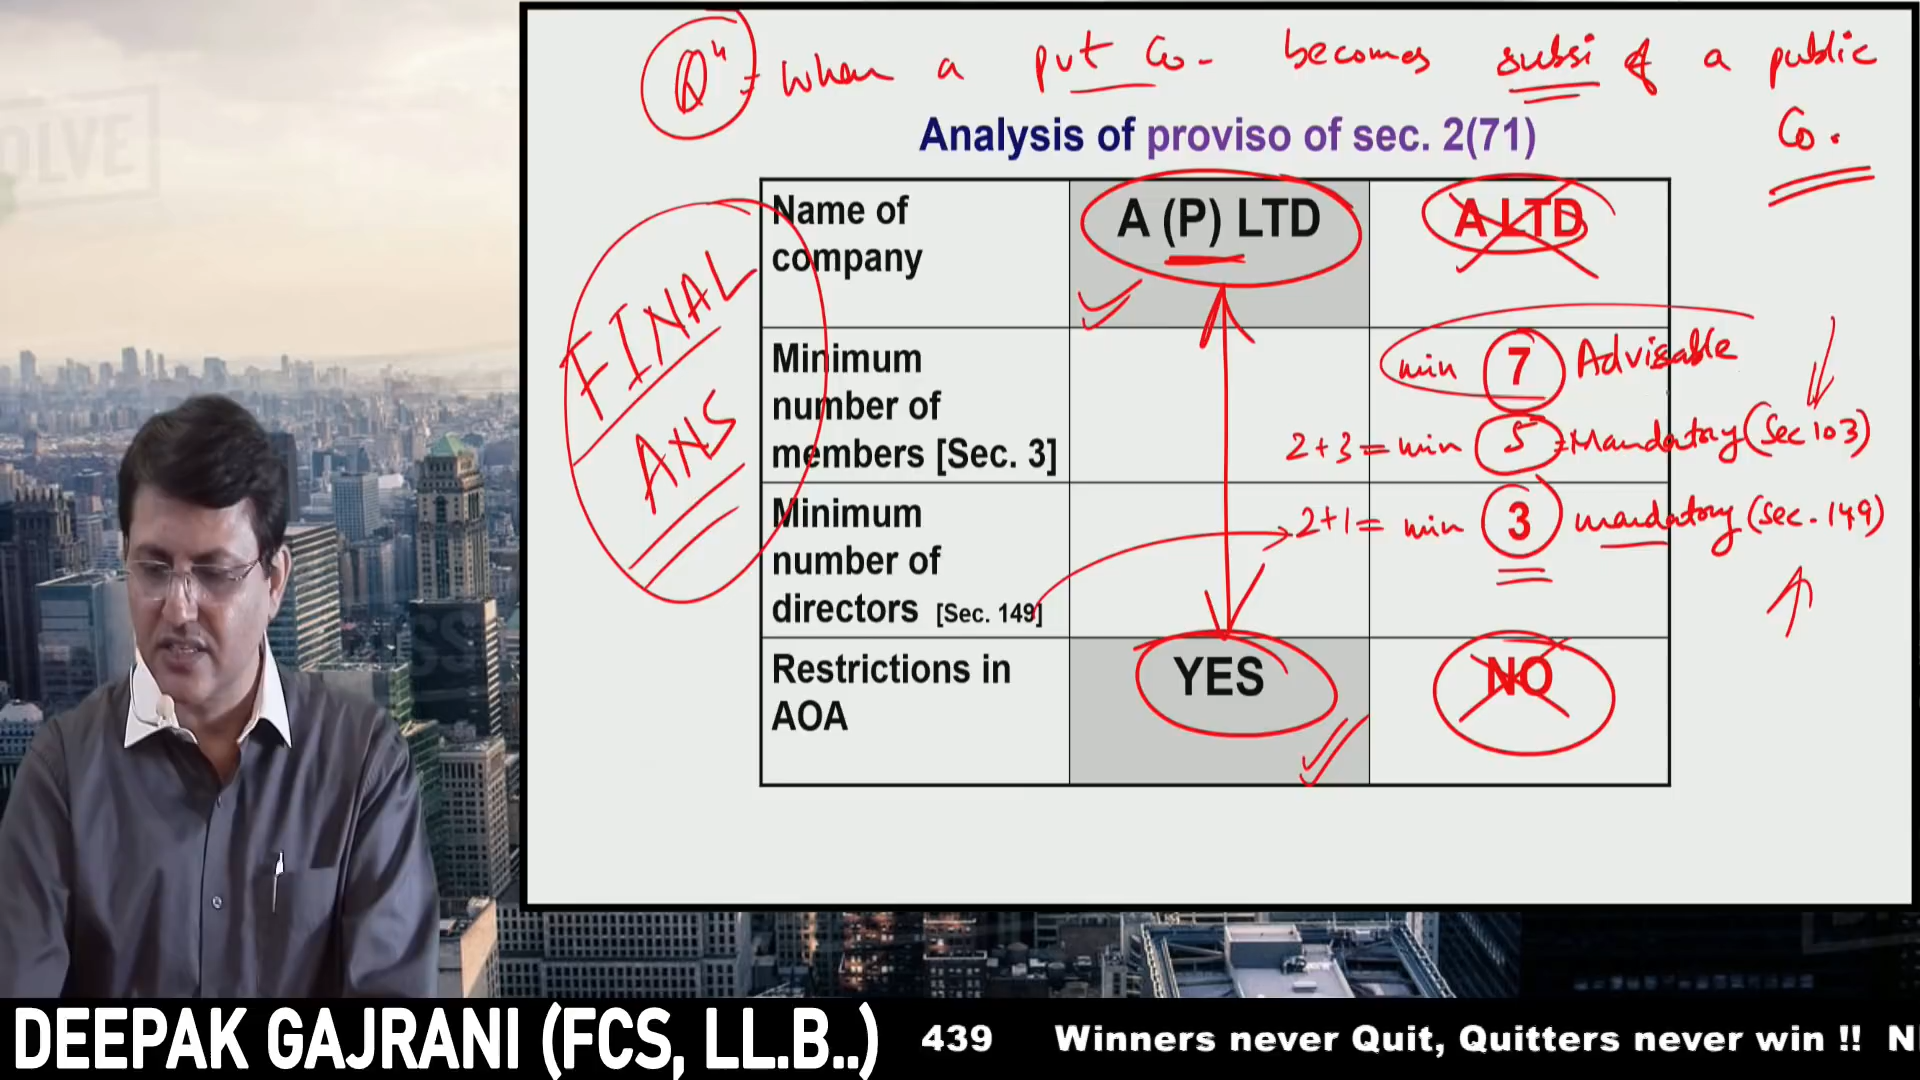 Qⁿ = When a pvt Co. becomes subsi of a public
Co.
Analysis of proviso of sec. 2(71)
Name of company
A (P) LTD
A LTD
FINAL
ANS
Minimum number of members [Sec. 3]
min 7 Advisable
2+3 = min 5 = Mandatory (Sec 103)
Minimum number of directors [Sec. 149]
2+1 = min 3 mandatory (Sec. 149)
Restrictions in AOA
YES
NO
OLVE
DEEPAK GAJRANI (FCS, LL.B..)
439
Winners never Quit, Quitters never win !! N